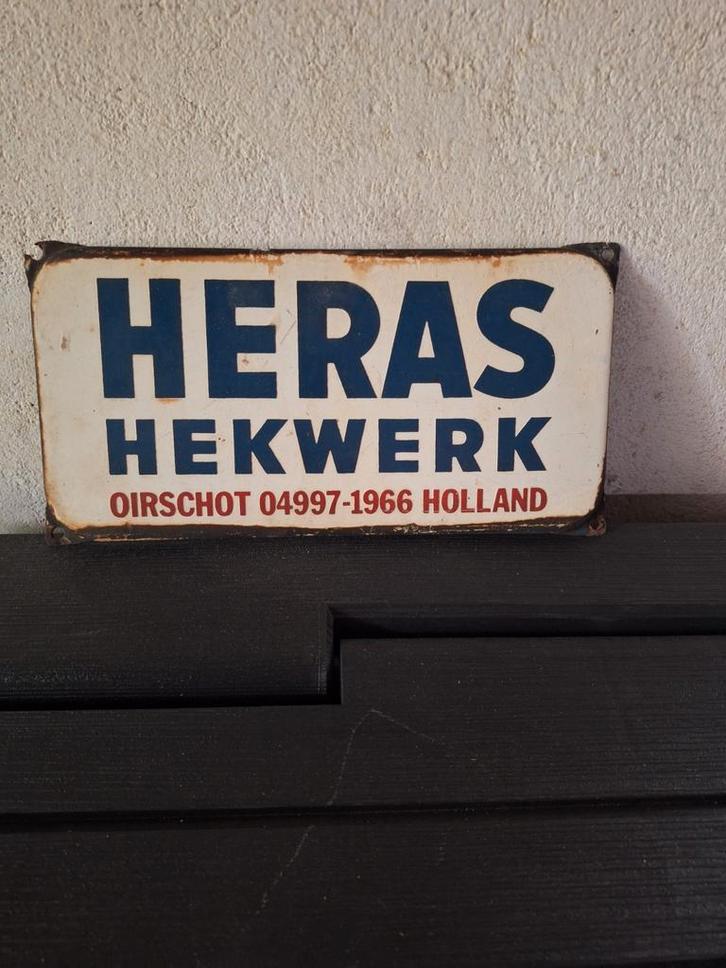 HERAS
HEKWERK
OIRSCHOT 04997-1966 HOLLAND